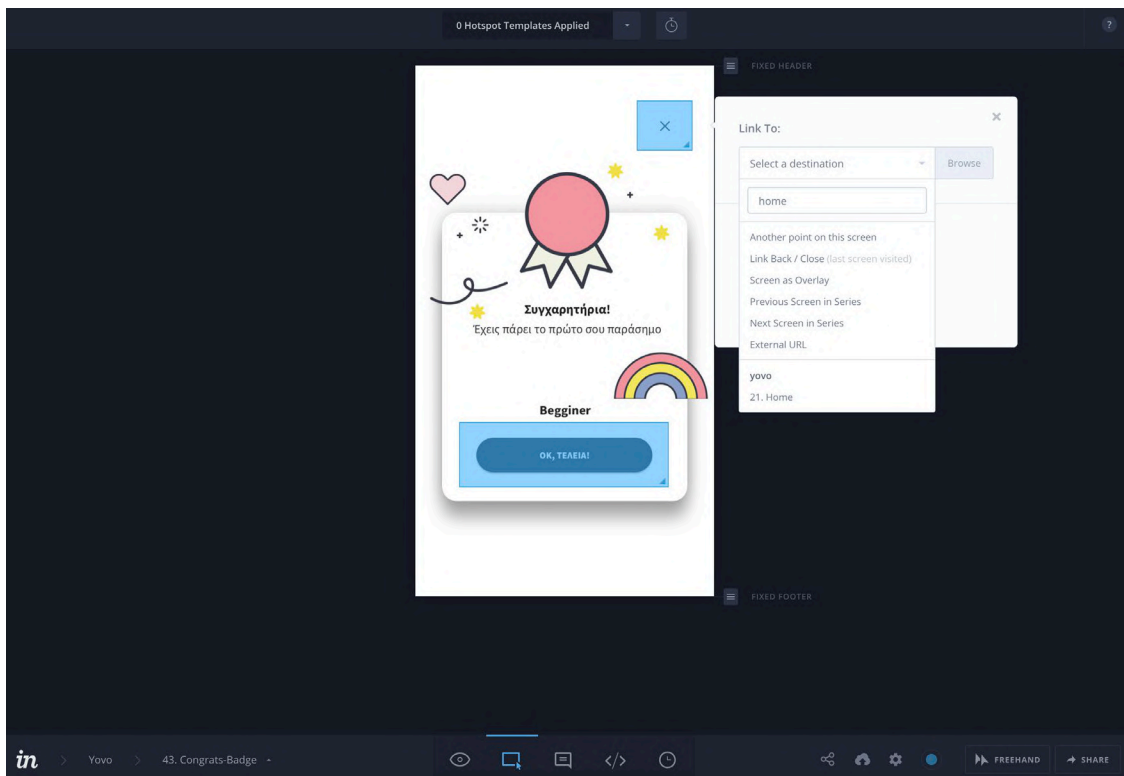 0 Hotspot Templates Applied
?
FIXED HEADER
Link To:
Select a destination
Browse
home
Another point on this screen
Link Back / Close (last screen visited)
Screen as Overlay
Previous Screen in Series
Next Screen in Series
External URL
yovo
21. Home
Συγχαρητήρια!
Έχεις πάρει το πρώτο σου παράσημο
Begginer
ΟΚ, ΤΕΛΕΙΑ!
FIXED FOOTER
in
Yovo
43. Congrats-Badge
</>
FREEHAND
SHARE